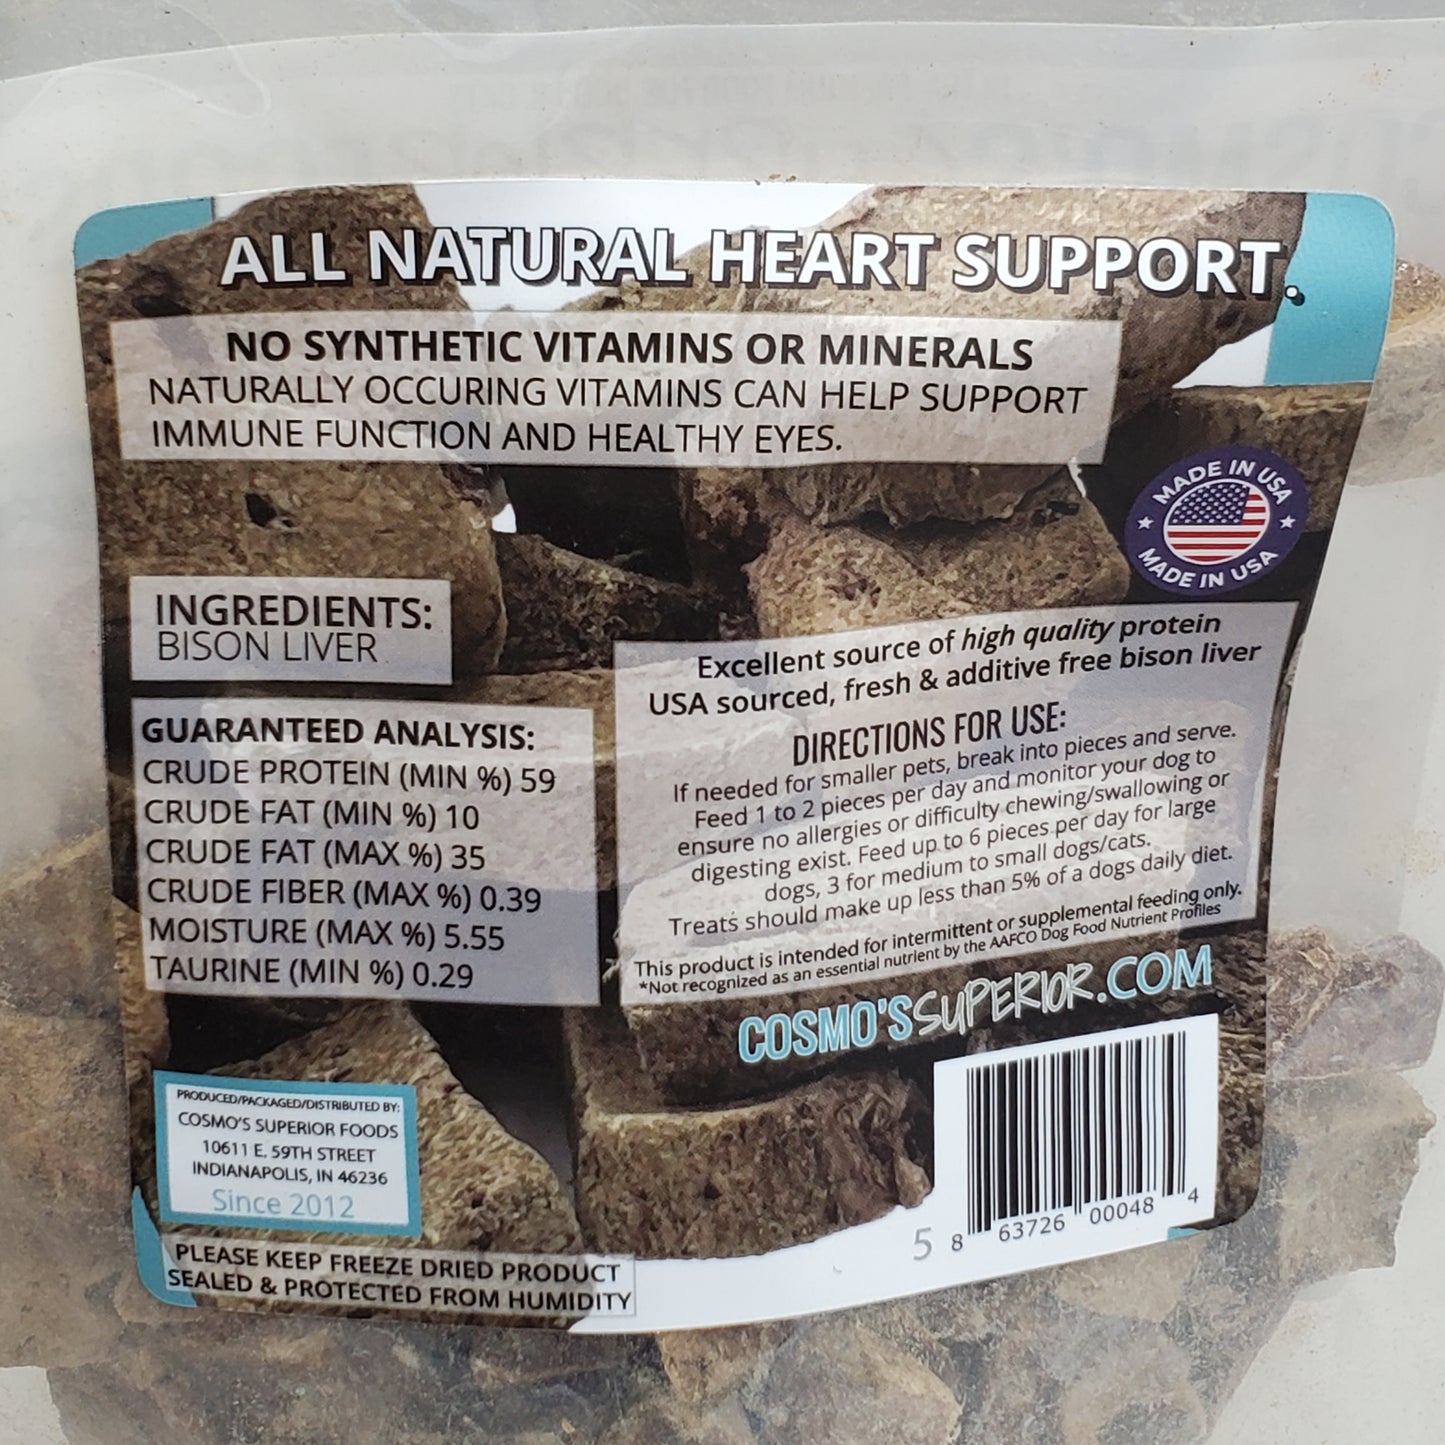 ALL NATURAL HEART SUPPORT.
NO SYNTHETIC VITAMINS OR MINERALS
NATURALLY OCCURING VITAMINS CAN HELP SUPPORT
IMMUNE FUNCTION AND HEALTHY EYES.
MADE IN USA
MADE IN USA
INGREDIENTS:
BISON LIVER
GUARANTEED ANALYSIS:
CRUDE PROTEIN (MIN %) 59
CRUDE FAT (MIN %) 10
CRUDE FAT (MAX %) 35
CRUDE FIBER (MAX %) 0.39
MOISTURE (MAX %) 5.55
TAURINE (MIN %) 0.29
Excellent source of high quality protein
USA sourced, fresh & additive free bison liver
DIRECTIONS FOR USE:
If needed for smaller pets, break into pieces and serve.
Feed 1 to 2 pieces per day and monitor your dog to
ensure no allergies or difficulty chewing/swallowing or
digesting exist. Feed up to 6 pieces per day for large
dogs, 3 for medium to small dogs/cats.
Treats should make up less than 5% of a dogs daily diet.
This product is intended for intermittent or supplemental feeding only.
*Not recognized as an essential nutrient by the AAFCO Dog Food Nutrient Profiles
COSMO'S SUPERIOR.COM
PRODUCED/PACKAGED/DISTRIBUTED BY:
COSMO'S SUPERIOR FOODS
10611 E. 59TH STREET
INDIANAPOLIS, IN 46236
Since 2012
PLEASE KEEP FREEZE DRIED PRODUCT
SEALED & PROTECTED FROM HUMIDITY
5 8 63726 00048 4